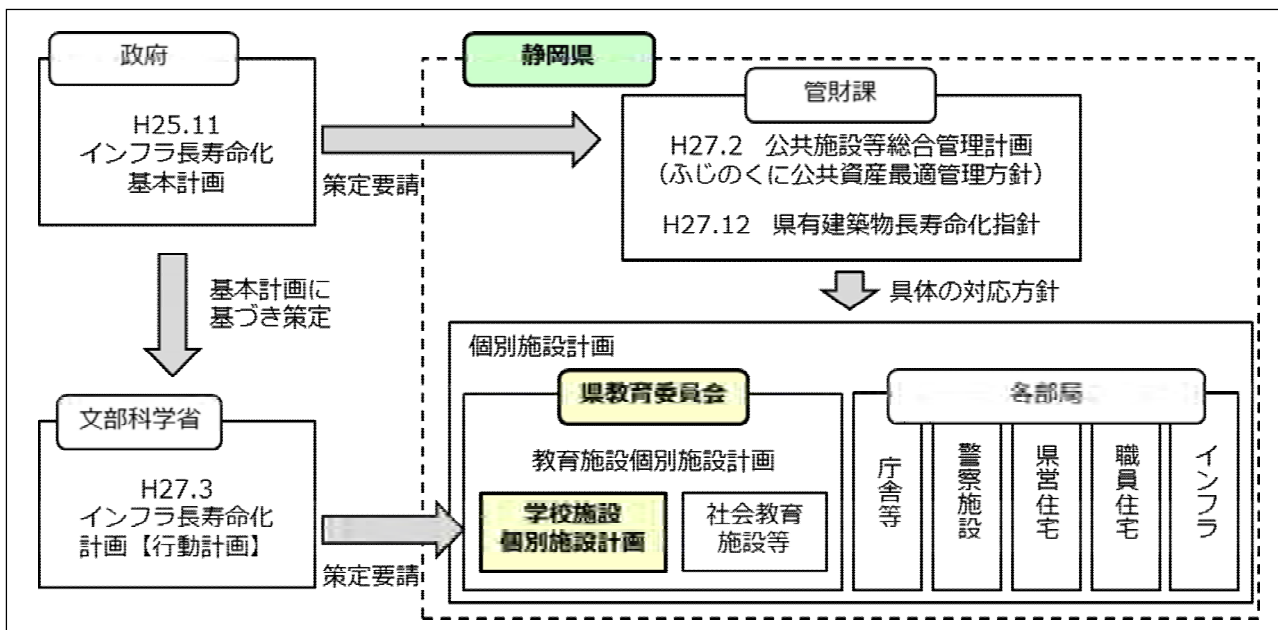 政府
H25.11
インフラ長寿命化
基本計画
策定要請
静岡県
管財課
H27.2 公共施設等総合管理計画
（ふじのくに公共資産最適管理方針）
H27.12 県有建築物長寿命化指針
基本計画に
基づき策定
具体の対応方針
文部科学省
H27.3
インフラ長寿命化
計画【行動計画】
策定要請
個別施設計画
県教育委員会
教育施設個別施設計画
学校施設
個別施設計画
社会教育
施設等
各部局
庁舎等
警察施設
県営住宅
職員住宅
インフラ